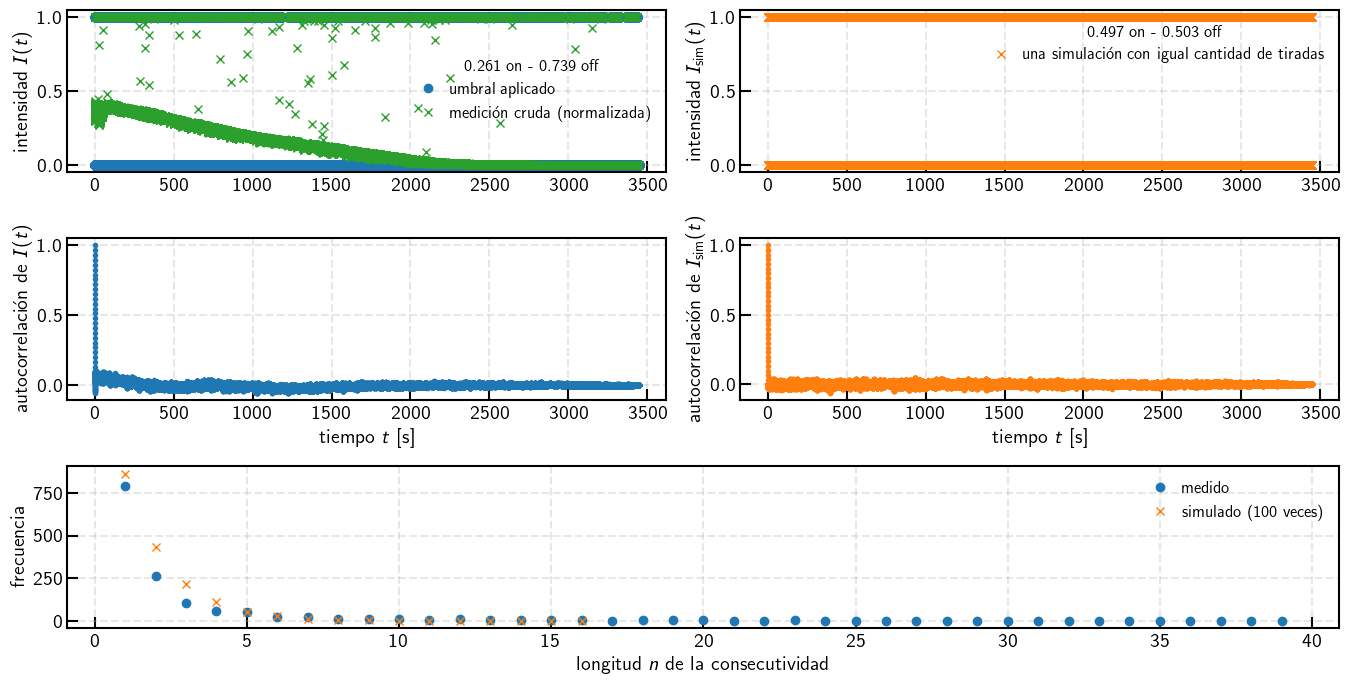 intensidad I(t)
1.0
0.5
0.0
0.261 on - 0.739 off
umbral aplicado
medición cruda (normalizada)
0 500 1000 1500 2000 2500 3000 3500
intensidad I_sim(t)
1.0
0.5
0.0
0.497 on - 0.503 off
una simulación con igual cantidad de tiradas
0 500 1000 1500 2000 2500 3000 3500
autocorrelación de I(t)
1.0
0.5
0.0
0 500 1000 1500 2000 2500 3000 3500
tiempo t [s]
autocorrelación de I_sim(t)
1.0
0.5
0.0
0 500 1000 1500 2000 2500 3000 3500
tiempo t [s]
frecuencia
750
500
250
0
medido
simulado (100 veces)
0 5 10 15 20 25 30 35 40
longitud n de la consecutividad